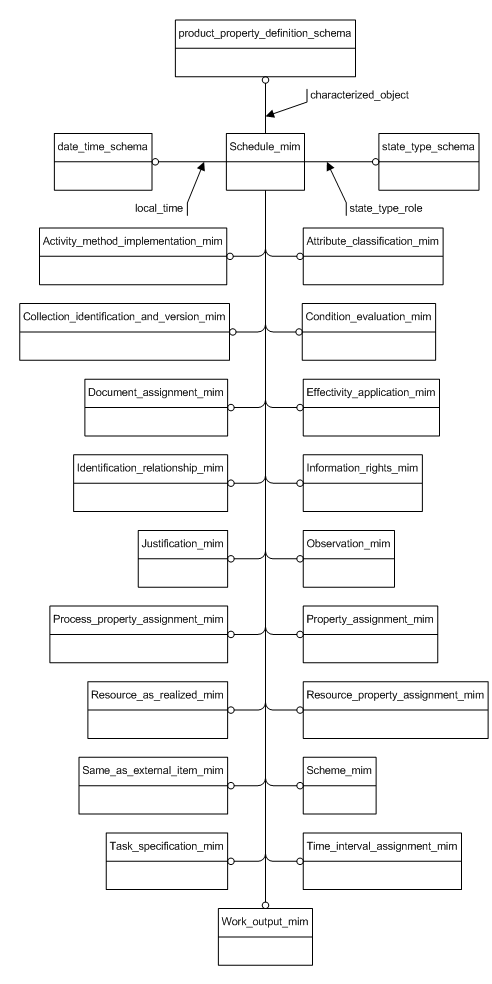 product_property_definition_schema
characterized_object
date_time_schema
Schedule_mim
state_type_schema
local_time
state_type_role
Activity_method_implementation_mim
Attribute_classification_mim
Collection_identification_and_version_mim
Condition_evaluation_mim
Document_assignment_mim
Effectivity_application_mim
Identification_relationship_mim
Information_rights_mim
Justification_mim
Observation_mim
Process_property_assignment_mim
Property_assignment_mim
Resource_as_realized_mim
Resource_property_assignment_mim
Same_as_external_item_mim
Scheme_mim
Task_specification_mim
Time_interval_assignment_mim
Work_output_mim